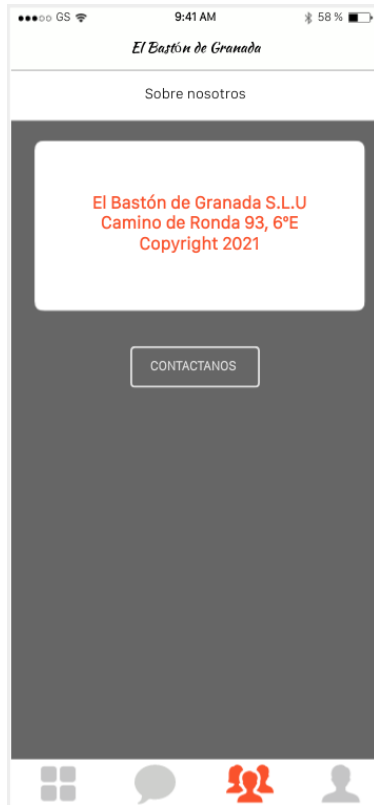 GS 9:41 AM 58 %
El Bastón de Granada
Sobre nosotros
El Bastón de Granada S.L.U
Camino de Ronda 93, 6ºE
Copyright 2021
CONTACTANOS